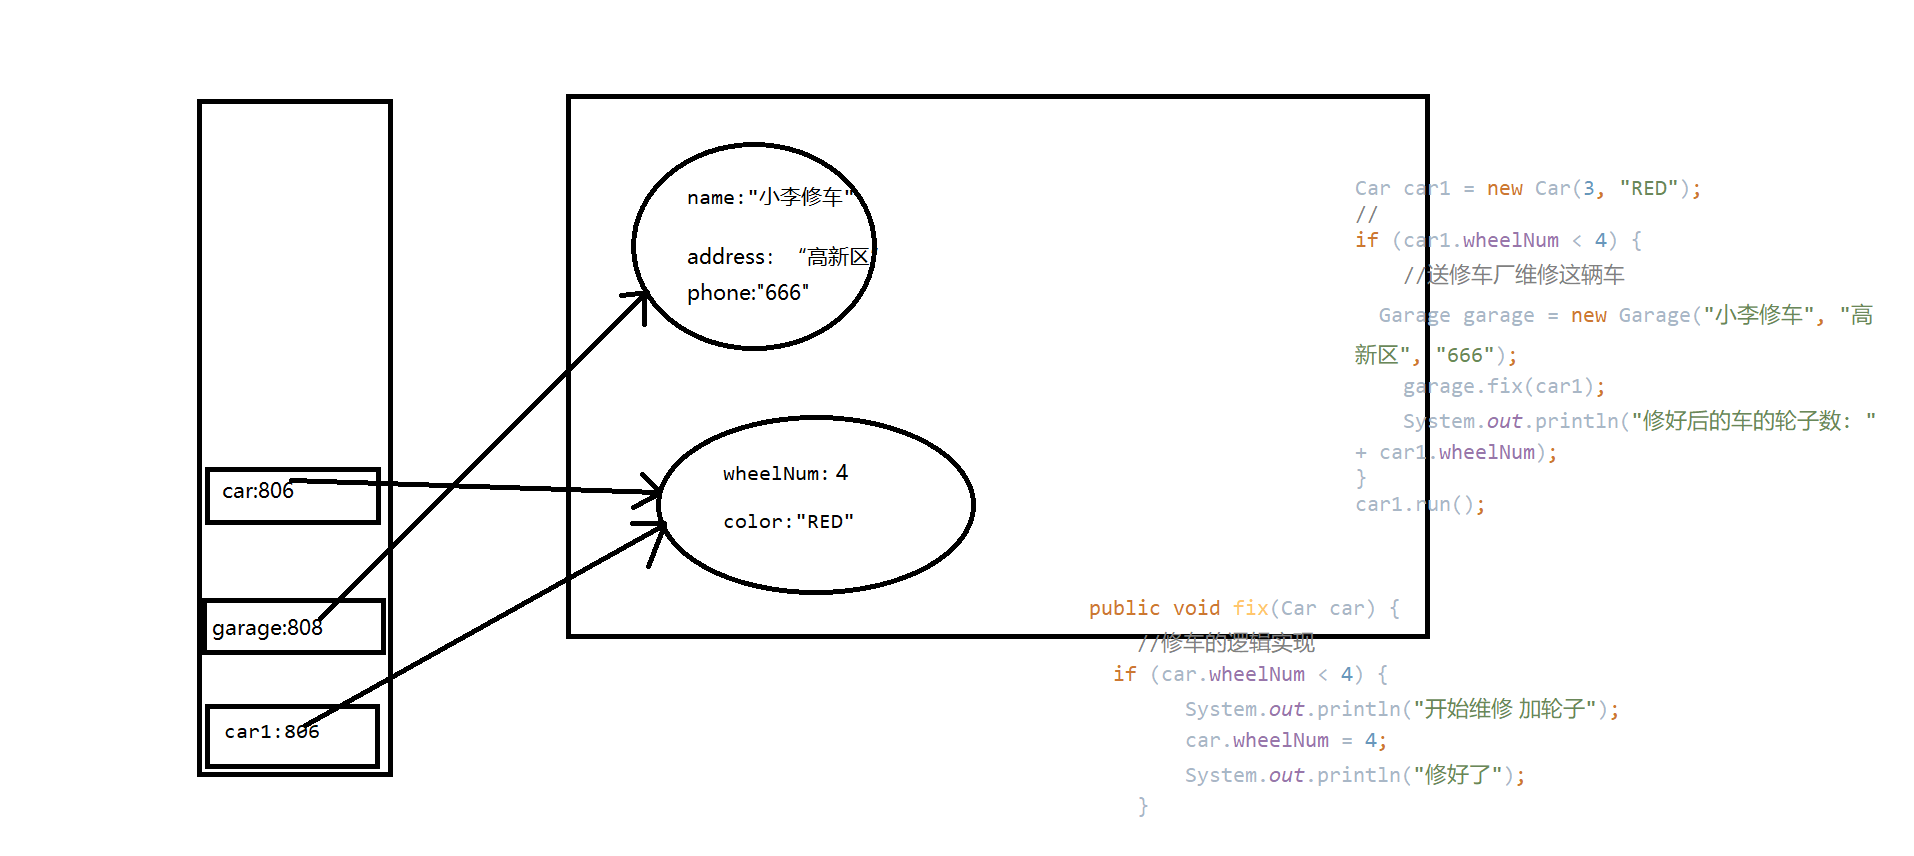 name:"小李修车"
address: “高新区
phone:"666"
car:806
wheelNum: 4
color:"RED"
garage:808
car1:806
Car car1 = new Car(3, "RED");
//
if (car1.wheelNum < 4) {
//送修车厂维修这辆车
Garage garage = new Garage("小李修车", "高
新区", "666");
garage.fix(car1);
System.out.println("修好后的车的轮子数: "
+ car1.wheelNum);
}
car1.run();
public void fix(Car car) {
//修车的逻辑实现
if (car.wheelNum < 4) {
System.out.println("开始维修 加轮子");
car.wheelNum = 4;
System.out.println("修好了");
}